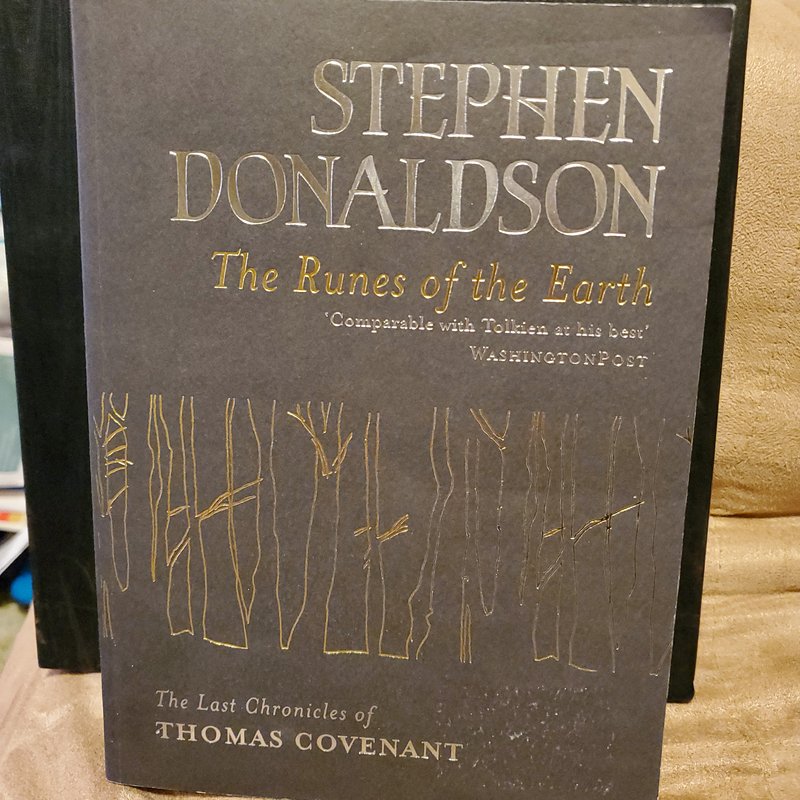 STEPHEN
DONALDSON
The Runes of the Earth
'Comparable with Tolkien at his best'
WASHINGTONPOST
The Last Chronicles of
THOMAS COVENANT